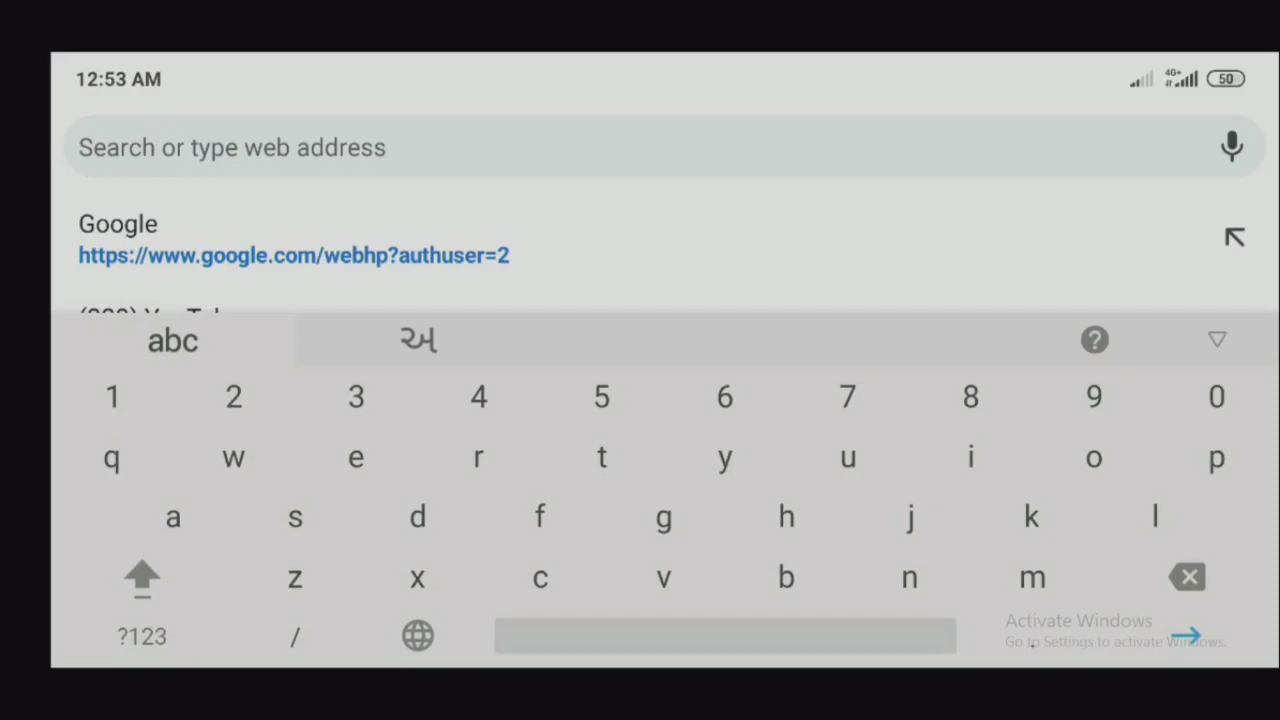 12:53 AM
4G+
50
Search or type web address
Google
https://www.google.com/webhp?authuser=2
abc અ ?
1 2 3 4 5 6 7 8 9 0
q w e r t y u i o p
a s d f g h j k l
z x c v b n m
?123 / .
Activate Windows
Go to Settings to activate Windows.